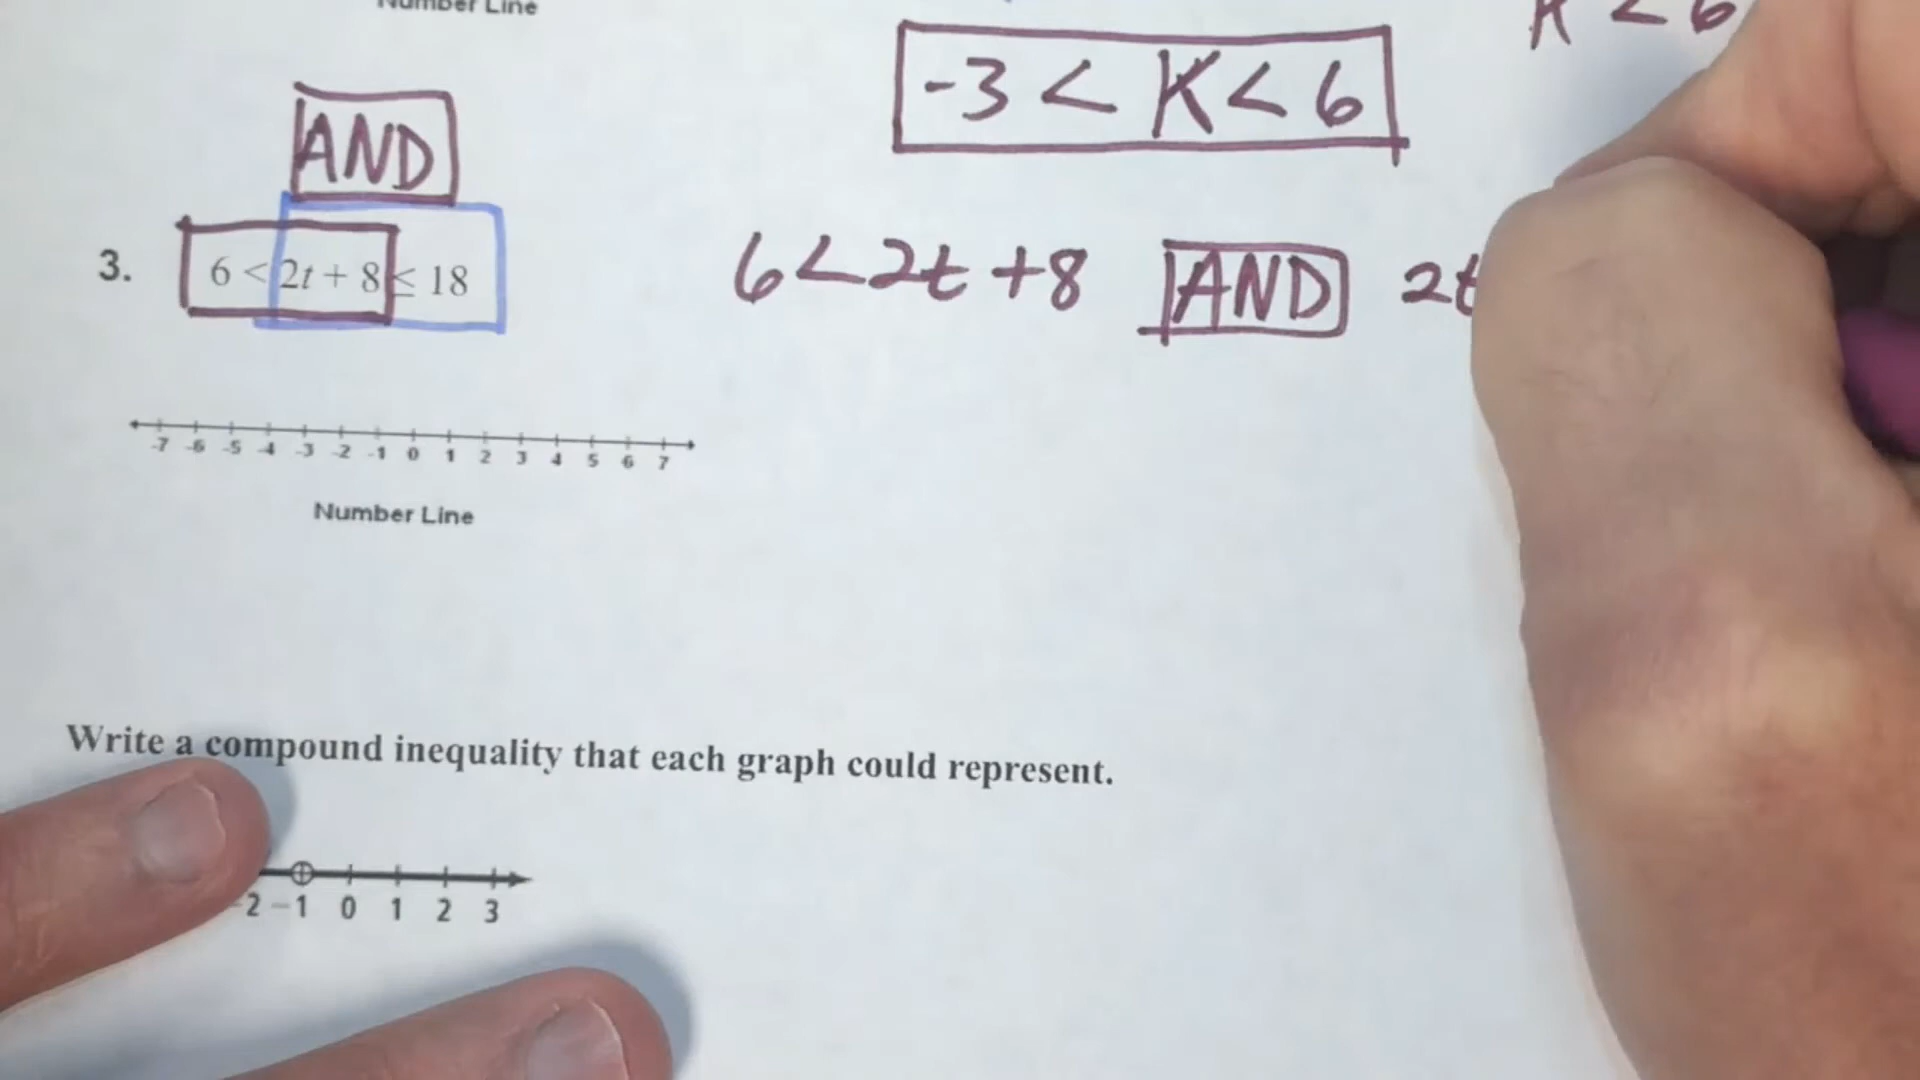 Number Line
K < 6
-3 < K < 6
AND
3. 6 < 2t + 8 ≤ 18
6 < 2t + 8 AND 2t
-7 -6 -5 -4 -3 -2 -1 0 1 2 3 4 5 6 7
Number Line
Write a compound inequality that each graph could represent.
-2 -1 0 1 2 3